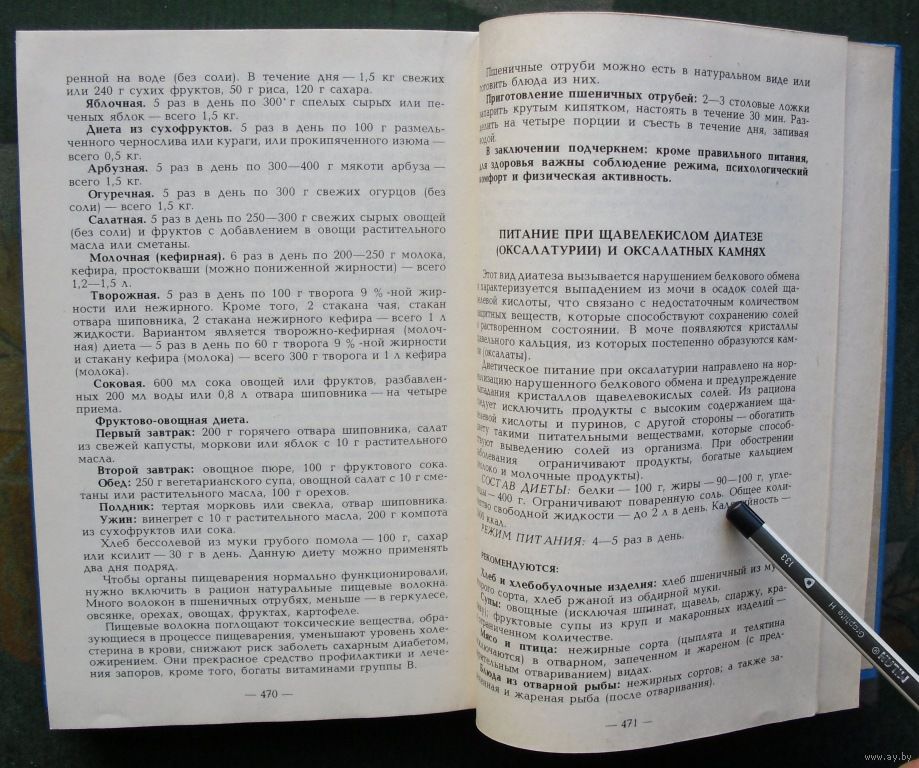 ренной на воде (без соли). В течение дня — 1,5 кг свежих
или 240 г сухих фруктов, 50 г риса, 120 г сахара.
Яблочная. 5 раз в день по 300 г спелых сырых или пе-
ченых яблок — всего 1,5 кг.
Диета из сухофруктов. 5 раз в день по 100 г размель-
ченного чернослива или кураги, или прокипяченного изюма —
всего 0,5 кг.
Арбузная. 5 раз в день по 300—400 г мякоти арбуза —
всего 1,5 кг.
Огуречная. 5 раз в день по 300 г свежих огурцов (без
соли) — всего 1,5 кг.
Салатная. 5 раз в день по 250—300 г свежих сырых овощей
(без соли) и фруктов с добавлением в овощи растительного
масла или сметаны.
Молочная (кефирная). 6 раз в день по 200—250 г молока,
кефира, простокваши (можно пониженной жирности) — всего
1,2—1,5 л.
Творожная. 5 раз в день по 100 г творога 9 %-ной жир-
ности или нежирного. Кроме того, 2 стакана чая, стакан
отвара шиповника, 2 стакана нежирного кефира — всего 1 л
жидкости. Вариантом является творожно-кефирная (молоч-
ная) диета — 5 раз в день по 60 г творога 9 %-ной жирности
и стакану кефира (молока) — всего 300 г творога и 1 л кефира
(молока).
Соковая. 600 мл сока овощей или фруктов, разбавлен-
ных 200 мл воды или 0,8 л отвара шиповника — на четыре
приема.
Фруктово-овощная диета.
Первый завтрак: 200 г горячего отвара шиповника, салат
из свежей капусты, моркови или яблок с 10 г растительного
масла.
Второй завтрак: овощное пюре, 100 г фруктового сока.
Обед: 250 г вегетарианского супа, овощной салат с 10 г сме-
таны или растительного масла, 100 г орехов.
Полдник: тертая морковь или свекла, отвар шиповника.
Ужин: винегрет с 10 г растительного масла, 200 г компота
из сухофруктов или сока.
Хлеб бессолевой из муки грубого помола — 100 г, сахар
или ксилит — 30 г в день. Данную диету можно применять
два дня подряд.
Чтобы органы пищеварения нормально функционировали,
нужно включить в рацион натуральные пищевые волокна.
Много волокон в пшеничных отрубях, меньше — в геркулесе,
овсянке, орехах, овощах, фруктах, картофеле.
Пищевые волокна поглощают токсические вещества, обра-
зующиеся в процессе пищеварения, уменьшают уровень холе-
стерина в крови, снижают риск заболеть сахарным диабетом,
ожирением. Они прекрасное средство профилактики и лече-
ния запоров, кроме того, богаты витаминами группы В.
— 470 —
Пшеничные отруби можно есть в натуральном виде или
готовить блюда из них.
Приготовление пшеничных отрубей: 2—3 столовые ложки
запарить крутым кипятком, настоять в течение 30 мин. Раз-
делить на четыре порции и съесть в течение дня, запивая
водой.
В заключении подчеркнем: кроме правильного питания,
для здоровья важны соблюдение режима, психологический
комфорт и физическая активность.
ПИТАНИЕ ПРИ ЩАВЕЛЕКИСЛОМ ДИАТЕЗЕ
(ОКСАЛАТУРИИ) И ОКСАЛАТНЫХ КАМНЯХ
Этот вид диатеза вызывается нарушением белкового обмена
и характеризуется выпадением из мочи в осадок солей ща-
велевой кислоты, что связано с недостаточным количеством
защитных веществ, которые способствуют сохранению солей
в растворенном состоянии. В моче появляются кристаллы
щавельного кальция, из которых постепенно образуются кам-
ни (оксалаты).
Диетическое питание при оксалатурии направлено на нор-
мализацию нарушенного белкового обмена и предупреждение
выпадания кристаллов щавелевокислых солей. Из рациона
следует исключить продукты с высоким содержанием ща-
велевой кислоты и пуринов, с другой стороны — обогатить
диету такими питательными веществами, которые способ-
ствуют выведению солей из организма. При обострении
заболевания ограничивают продукты, богатые кальцием
(молоко и молочные продукты).
СОСТАВ ДИЕТЫ: белки — 100 г, жиры — 90—100 г, угле-
воды — 400 г. Ограничивают поваренную соль. Общее коли-
чество свободной жидкости — до 2 л в день. Калорийность —
ккал.
РЕЖИМ ПИТАНИЯ: 4—5 раз в день.
РЕКОМЕНДУЮТСЯ:
Хлеб и хлебобулочные изделия: хлеб пшеничный из му
сорта, хлеб ржаной из обдирной муки.
Супы: овощные (исключая шпинат, щавель, спаржу, кра-
фруктовые супы из круп и макаронных изделий —
в ограниченном количестве.
Мясо и птица: нежирные сорта (цыплята и телятина
исключаются) в отварном, запеченном и жареном (с пред-
варительным отвариванием) видах.
Блюда из отварной рыбы: нежирных сортов; а также за-
и жареная рыба (после отваривания).
— 471 —
133
Graphite H
www.ay.by